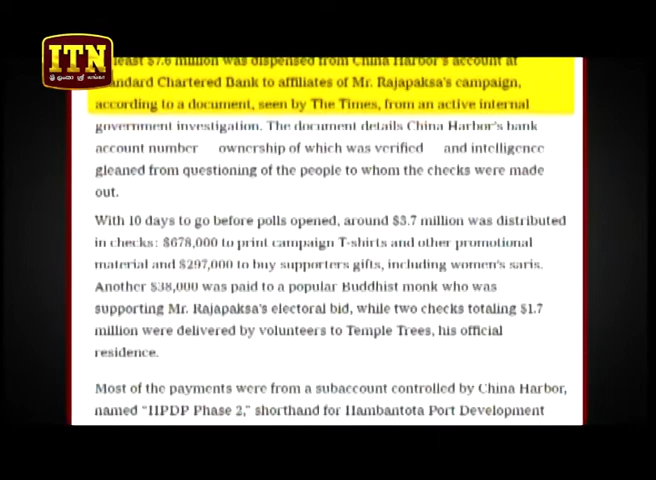 ITN
ශ්‍රී ලංකා ශ්‍රී ලංකා
least $7.6 million was dispensed from China Harbor's account at
andard Chartered Bank to affiliates of Mr. Rajapaksa's campaign,
according to a document, seen by The Times, from an active internal
government investigation. The document details China Harbor's bank
account number ownership of which was verified and intelligence
gleaned from questioning of the people to whom the checks were made
out.
With 10 days to go before polls opened, around $3.7 million was distributed
in checks: $678,000 to print campaign T-shirts and other promotional
material and $297,000 to buy supporters gifts, including women's saris.
Another $38,000 was paid to a popular Buddhist monk who was
supporting Mr. Rajapaksa's electoral bid, while two checks totaling $1.7
million were delivered by volunteers to Temple Trees, his official
residence.
Most of the payments were from a subaccount controlled by China Harbor,
named "HPDP Phase 2," shorthand for Hambantota Port Development